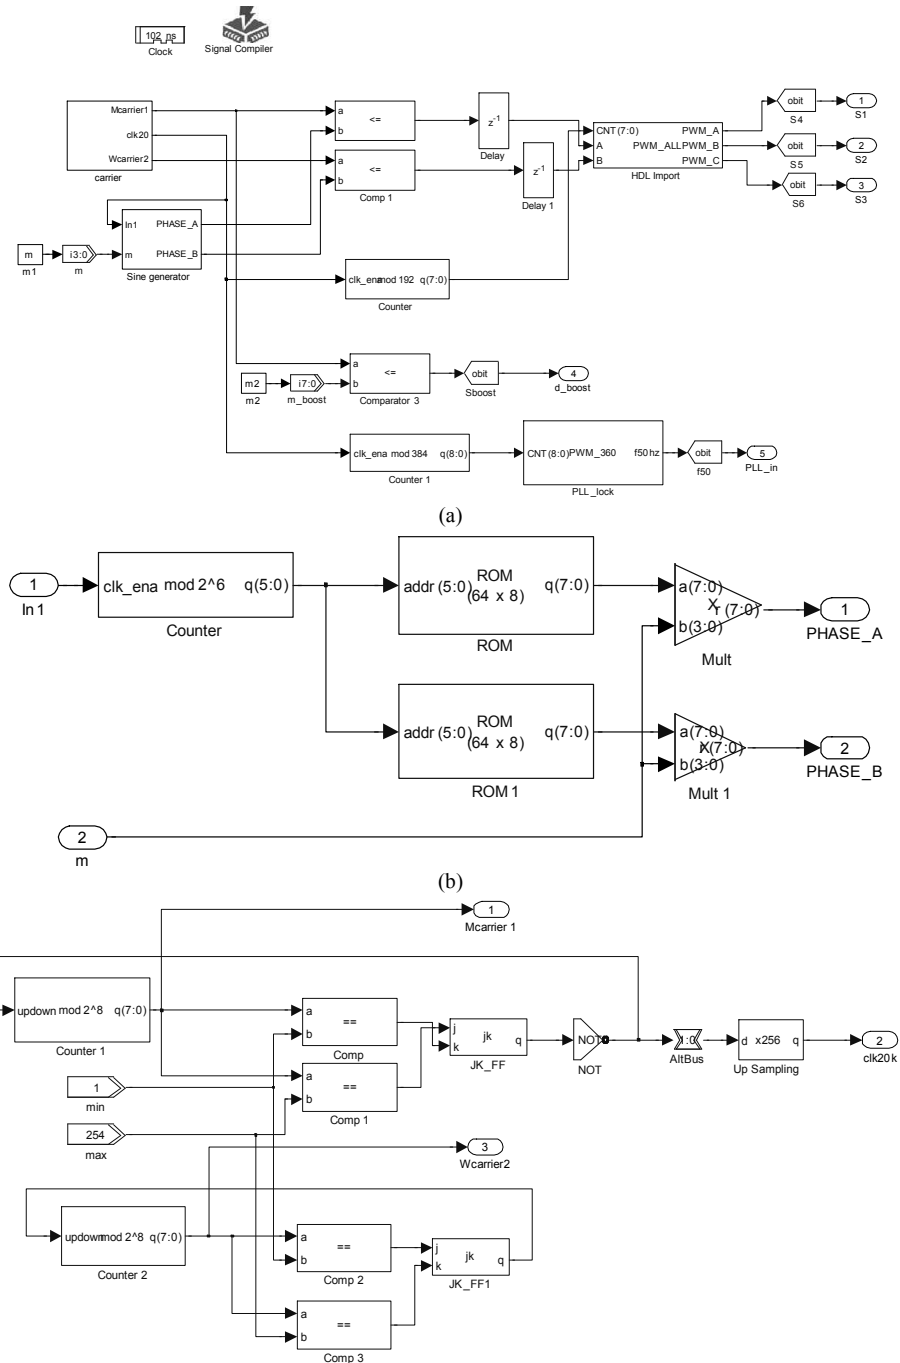 102 ns
Clock
Signal Compiler
Mcarrier1
clk20
Wcarrier2
carrier
a
b
<=
a
b
<=
Comp 1
z-1
Delay
z-1
Delay 1
CNT(7:0)
A
B
PWM_A
PWM_ALL PWM_B
PWM_C
HDL Import
obit
S4
1
S1
obit
S5
2
S2
obit
S6
3
S3
In1
m
PHASE_A
PHASE_B
Sine generator
m
m1
i3:0
m
clk_ena mod 192 q(7:0)
Counter
m2
m2
i7:0
m_boost
a
b
<=
Comparator 3
obit
Sboost
4
d_boost
clk_ena mod 384 q(8:0)
Counter 1
CNT(8:0) PWM_360 f50hz
PLL_lock
obit
f50
5
PLL_in
(a)
1
In1
clk_ena mod 2^6 q(5:0)
Counter
addr (5:0) ROM (64 x 8) q(7:0)
ROM
a(7:0)
X
r(7:0)
b(3:0)
Mult
1
PHASE_A
addr (5:0) ROM (64 x 8) q(7:0)
ROM 1
a(7:0)
X
r(7:0)
b(3:0)
Mult 1
2
PHASE_B
2
m
(b)
1
Mcarrier 1
updown mod 2^8 q(7:0)
Counter 1
a
b
==
Comp
a
b
==
Comp 1
j
k
jk
q
JK_FF
NOT
NOT
1:0
AltBus
d x256 q
Up Sampling
2
clk20k
1
min
254
max
3
Wcarrier2
updown mod 2^8 q(7:0)
Counter 2
a
b
==
Comp 2
a
b
==
Comp 3
j
k
jk
q
JK_FF1